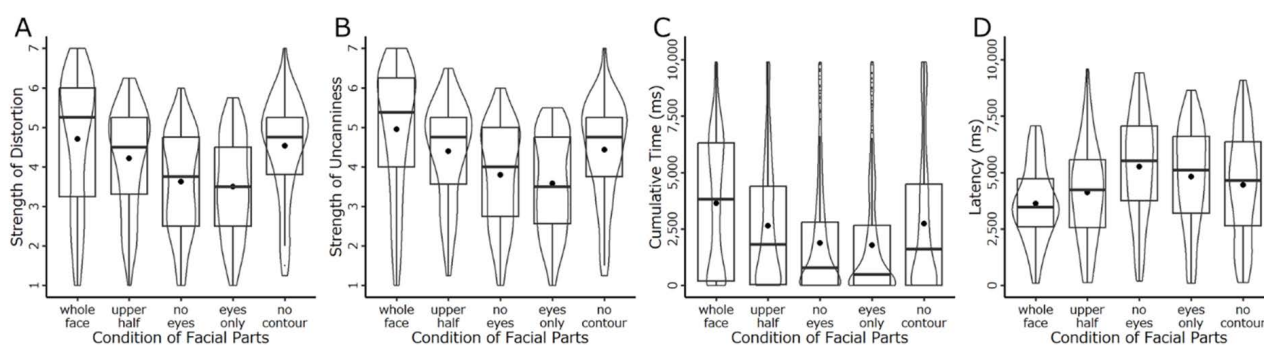 A
Strength of Distortion
7
6
5
4
3
2
1
whole face
upper half
no eyes
eyes only
no contour
Condition of Facial Parts
B
Strength of Uncanniness
7
6
5
4
3
2
1
whole face
upper half
no eyes
eyes only
no contour
Condition of Facial Parts
C
Cumulative Time (ms)
10,000
7,500
5,000
2,500
0
whole face
upper half
no eyes
eyes only
no contour
Condition of Facial Parts
D
Latency (ms)
10,000
7,500
5,000
2,500
0
whole face
upper half
no eyes
eyes only
no contour
Condition of Facial Parts